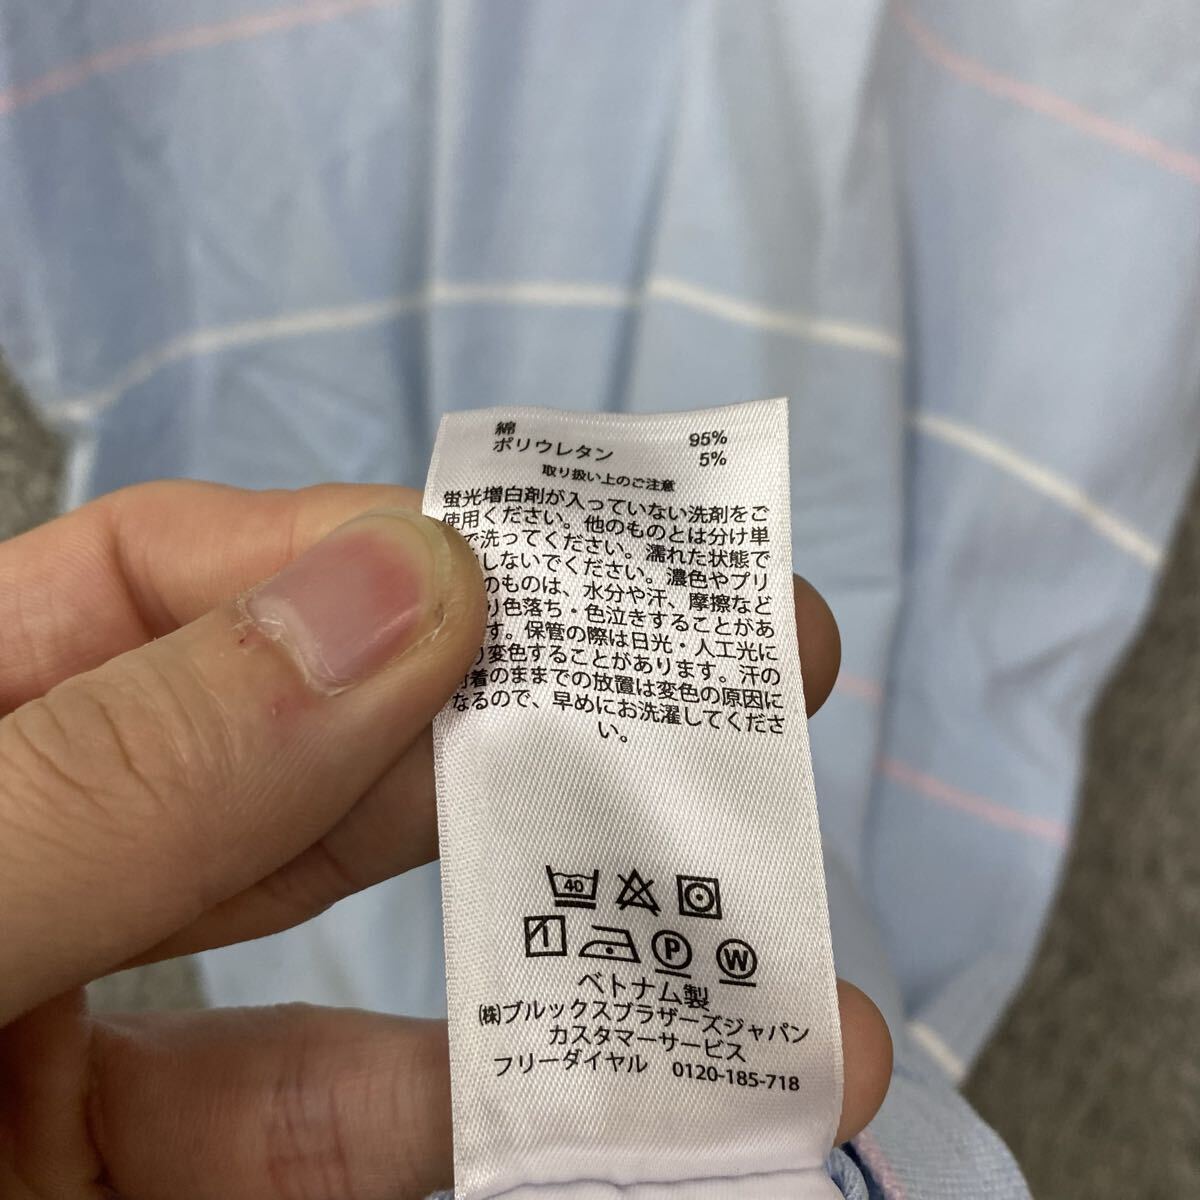 綿 95%
ポリウレタン 5%
取り扱い上のご注意
蛍光増白剤が入っていない洗剤をご
使用ください。他のものとは分け単
で洗ってください。濡れた状態で
しないでください。濃色やプリ
のものは、水分や汗、摩擦など
り色落ち・色泣きすることがあ
す。保管の際は日光・人工光に
り変色することがあります。汗の
着のままでの放置は変色の原因に
なるので、早めにお洗濯してくださ
い。
40
1 P W
ベトナム製
㈱ブルックスブラザーズジャパン
カスタマーサービス
フリーダイヤル 0120-185-718